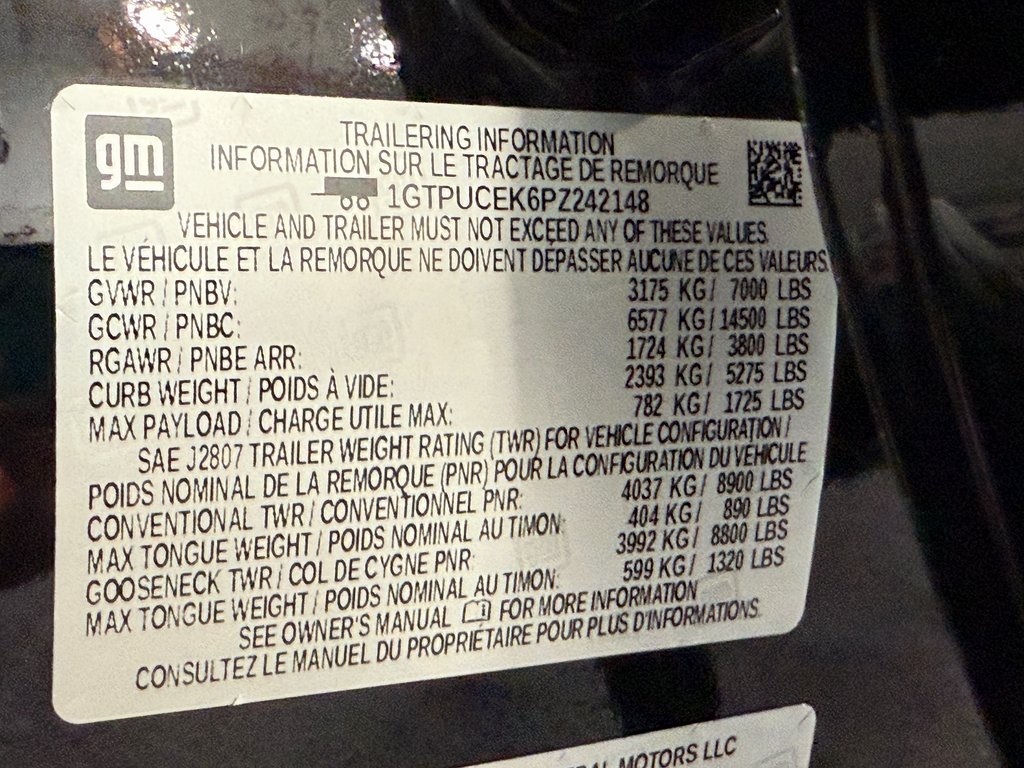 gm
TRAILERING INFORMATION
INFORMATION SUR LE TRACTAGE DE REMORQUE
1GTPUCEK6PZ242148
VEHICLE AND TRAILER MUST NOT EXCEED ANY OF THESE VALUES.
LE VÉHICULE ET LA REMORQUE NE DOIVENT DÉPASSER AUCUNE DE CES VALEURS.
GVWR / PNBV: 3175 KG / 7000 LBS
GCWR / PNBC: 6577 KG / 14500 LBS
RGAWR / PNBE ARR: 1724 KG / 3800 LBS
CURB WEIGHT / POIDS À VIDE: 2393 KG / 5275 LBS
MAX PAYLOAD / CHARGE UTILE MAX: 782 KG / 1725 LBS
SAE J2807 TRAILER WEIGHT RATING (TWR) FOR VEHICLE CONFIGURATION /
POIDS NOMINAL DE LA REMORQUE (PNR) POUR LA CONFIGURATION DU VÉHICULE
CONVENTIONAL TWR / CONVENTIONNEL PNR: 4037 KG / 8900 LBS
MAX TONGUE WEIGHT / POIDS NOMINAL AU TIMON: 404 KG / 890 LBS
GOOSENECK TWR / COL DE CYGNE PNR: 3992 KG / 8800 LBS
MAX TONGUE WEIGHT / POIDS NOMINAL AU TIMON: 599 KG / 1320 LBS
SEE OWNER'S MANUAL FOR MORE INFORMATION
CONSULTEZ LE MANUEL DU PROPRIÉTAIRE POUR PLUS D'INFORMATIONS.
MOTORS LLC